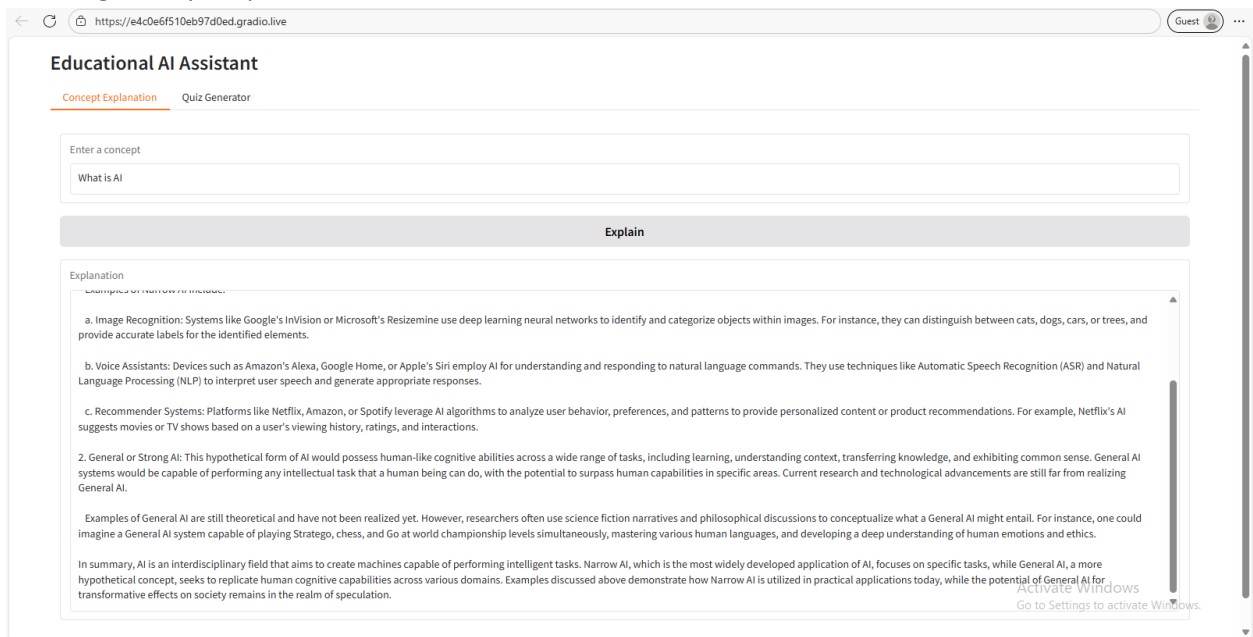 https://e4c0e6f510eb97d0ed.gradio.live
Guest
Educational AI Assistant
Concept Explanation Quiz Generator
Enter a concept
What is AI
Explain
Explanation
Examples of Narrow AI include:
a. Image Recognition: Systems like Google's InVision or Microsoft's Resizemine use deep learning neural networks to identify and categorize objects within images. For instance, they can distinguish between cats, dogs, cars, or trees, and
provide accurate labels for the identified elements.
b. Voice Assistants: Devices such as Amazon's Alexa, Google Home, or Apple's Siri employ AI for understanding and responding to natural language commands. They use techniques like Automatic Speech Recognition (ASR) and Natural
Language Processing (NLP) to interpret user speech and generate appropriate responses.
c. Recommender Systems: Platforms like Netflix, Amazon, or Spotify leverage AI algorithms to analyze user behavior, preferences, and patterns to provide personalized content or product recommendations. For example, Netflix's AI
suggests movies or TV shows based on a user's viewing history, ratings, and interactions.
2. General or Strong AI: This hypothetical form of AI would possess human-like cognitive abilities across a wide range of tasks, including learning, understanding context, transferring knowledge, and exhibiting common sense. General AI
systems would be capable of performing any intellectual task that a human being can do, with the potential to surpass human capabilities in specific areas. Current research and technological advancements are still far from realizing
General AI.
Examples of General AI are still theoretical and have not been realized yet. However, researchers often use science fiction narratives and philosophical discussions to conceptualize what a General AI might entail. For instance, one could
imagine a General AI system capable of playing Stratego, chess, and Go at world championship levels simultaneously, mastering various human languages, and developing a deep understanding of human emotions and ethics.
In summary, AI is an interdisciplinary field that aims to create machines capable of performing intelligent tasks. Narrow AI, which is the most widely developed application of AI, focuses on specific tasks, while General AI, a more
hypothetical concept, seeks to replicate human cognitive capabilities across various domains. Examples discussed above demonstrate how Narrow AI is utilized in practical applications today, while the potential of General AI for
transformative effects on society remains in the realm of speculation.
Activate Windows
Go to Settings to activate Windows.